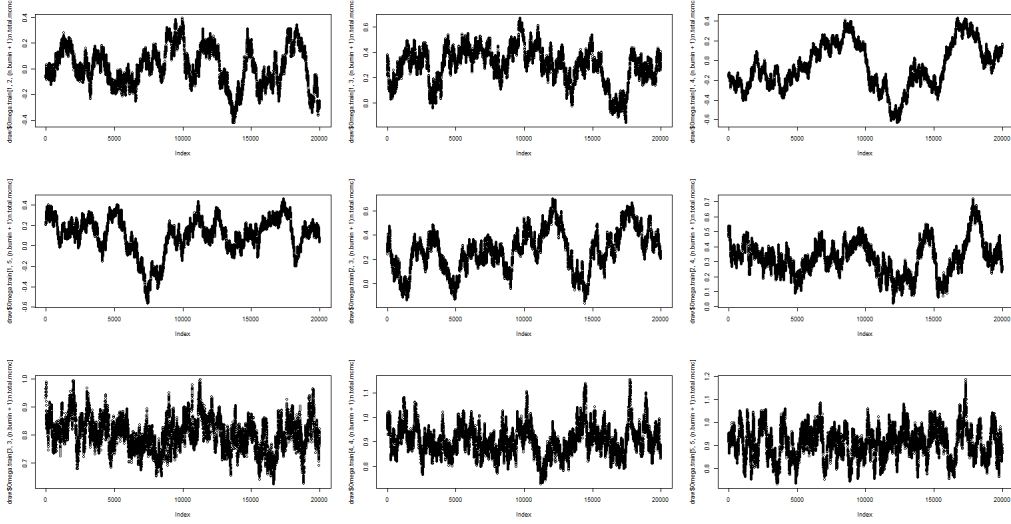 draw$Omega.train[1, 2, (n.burnin + 1):n.total.mcmc]
0.4
0.2
0.0
-0.2
-0.4
0 5000 10000 15000 20000
Index
draw$Omega.train[1, 3, (n.burnin + 1):n.total.mcmc]
0.6
0.4
0.2
0.0
0 5000 10000 15000 20000
Index
draw$Omega.train[1, 4, (n.burnin + 1):n.total.mcmc]
0.4
0.2
0.0
-0.2
-0.4
-0.6
0 5000 10000 15000 20000
Index
draw$Omega.train[1, 5, (n.burnin + 1):n.total.mcmc]
0.4
0.2
0.0
-0.2
-0.4
-0.6
0 5000 10000 15000 20000
Index
draw$Omega.train[2, 3, (n.burnin + 1):n.total.mcmc]
0.6
0.4
0.2
0.0
0 5000 10000 15000 20000
Index
draw$Omega.train[2, 4, (n.burnin + 1):n.total.mcmc]
0.7
0.6
0.5
0.4
0.3
0.2
0.1
0.0
0 5000 10000 15000 20000
Index
draw$Omega.train[3, 3, (n.burnin + 1):n.total.mcmc]
1.0
0.9
0.8
0.7
0 5000 10000 15000 20000
Index
draw$Omega.train[4, 4, (n.burnin + 1):n.total.mcmc]
1.1
1.0
0.9
0.8
0 5000 10000 15000 20000
Index
draw$Omega.train[5, 5, (n.burnin + 1):n.total.mcmc]
1.2
1.1
1.0
0.9
0.8
0 5000 10000 15000 20000
Index